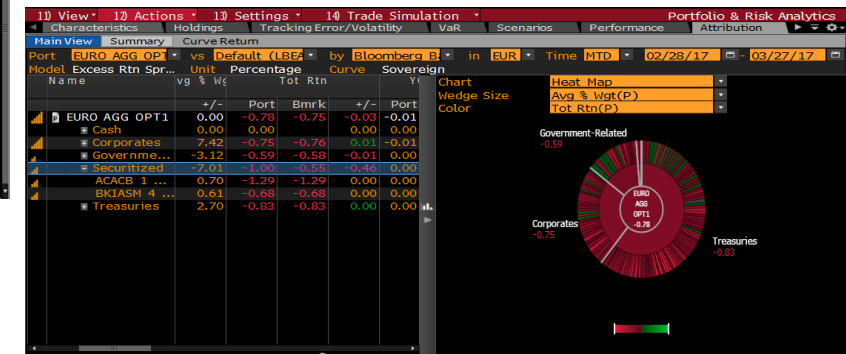 11) View 12) Actions 13) Settings 14) Trade Simulation Portfolio & Risk Analytics
Characteristics Holdings Tracking Error/Volatility VaR Scenarios Performance Attribution
Main View Summary Curve Return
Port EURO AGG OPT vs Default (LBEA by Bloomberg B in EUR Time MTD 02/28/17 - 03/27/17
Model Excess Rtn Spr... Unit Percentage Curve Sovereign
Name vg % Wg Tot Rtn Y
+/- Port Bmrk +/- Port
EURO AGG OPT1 0.00 -0.78 -0.75 -0.03 -0.01
Cash 0.00 0.00 0.00 0.00
Corporates 7.42 -0.75 -0.76 0.01 -0.01
Governme... -3.12 -0.59 -0.58 -0.01 0.00
Securitized -7.01 -1.00 -0.55 -0.46 0.00
ACACB 1 ... 0.70 -1.29 -1.29 0.00 0.00
BKIASM 4 ... 0.61 -0.68 -0.68 0.00 0.00
Treasuries 2.70 -0.83 -0.83 0.00 0.00
Chart Heat Map
Wedge Size Avg % Wgt(P)
Color Tot Rtn(P)
Government-Related
-0.59
EURO
AGG
OPT1
-0.78
Corporates
-0.75
Treasuries
-0.83